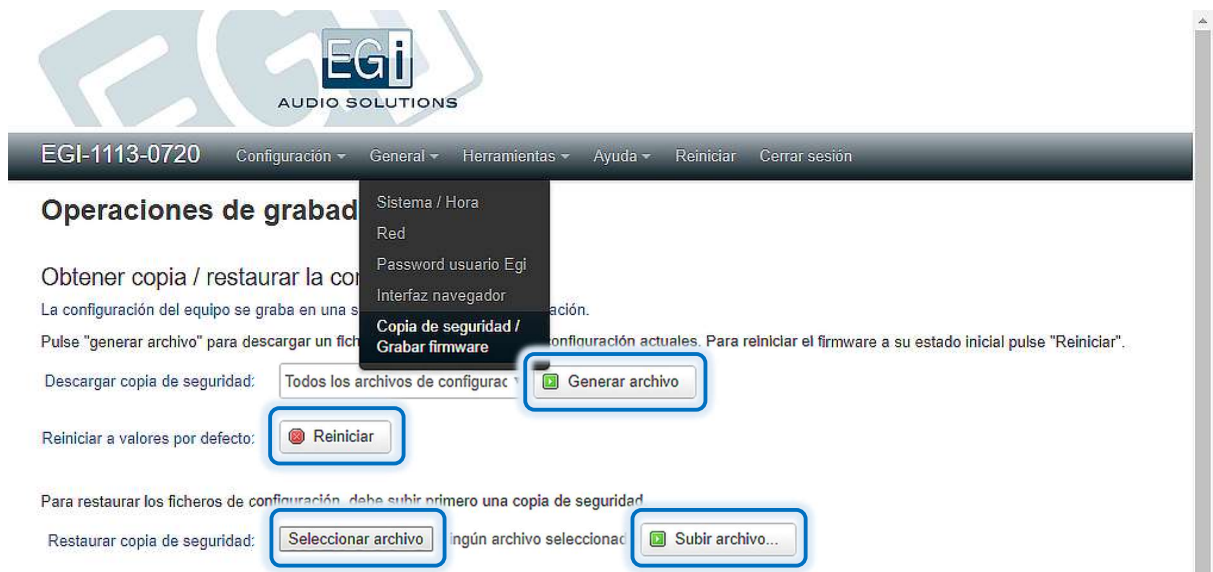 EGi
AUDIO SOLUTIONS
EGI-1113-0720 Configuración General Herramientas Ayuda Reiniciar Cerrar sesión
Sistema / Hora
Red
Password usuario Egi
Interfaz navegador
Copia de seguridad /
Grabar firmware
Operaciones de grabad
Obtener copia / restaurar la co
La configuración del equipo se graba en una s ación.
Pulse "generar archivo" para descargar un fich configuración actuales. Para reiniciar el firmware a su estado inicial pulse "Reiniciar".
Descargar copia de seguridad: Todos los archivos de configurac Generar archivo
Reiniciar a valores por defecto: Reiniciar
Para restaurar los ficheros de configuración, debe subir primero una copia de seguridad
Restaurar copia de seguridad: Seleccionar archivo ingún archivo seleccionad Subir archivo...